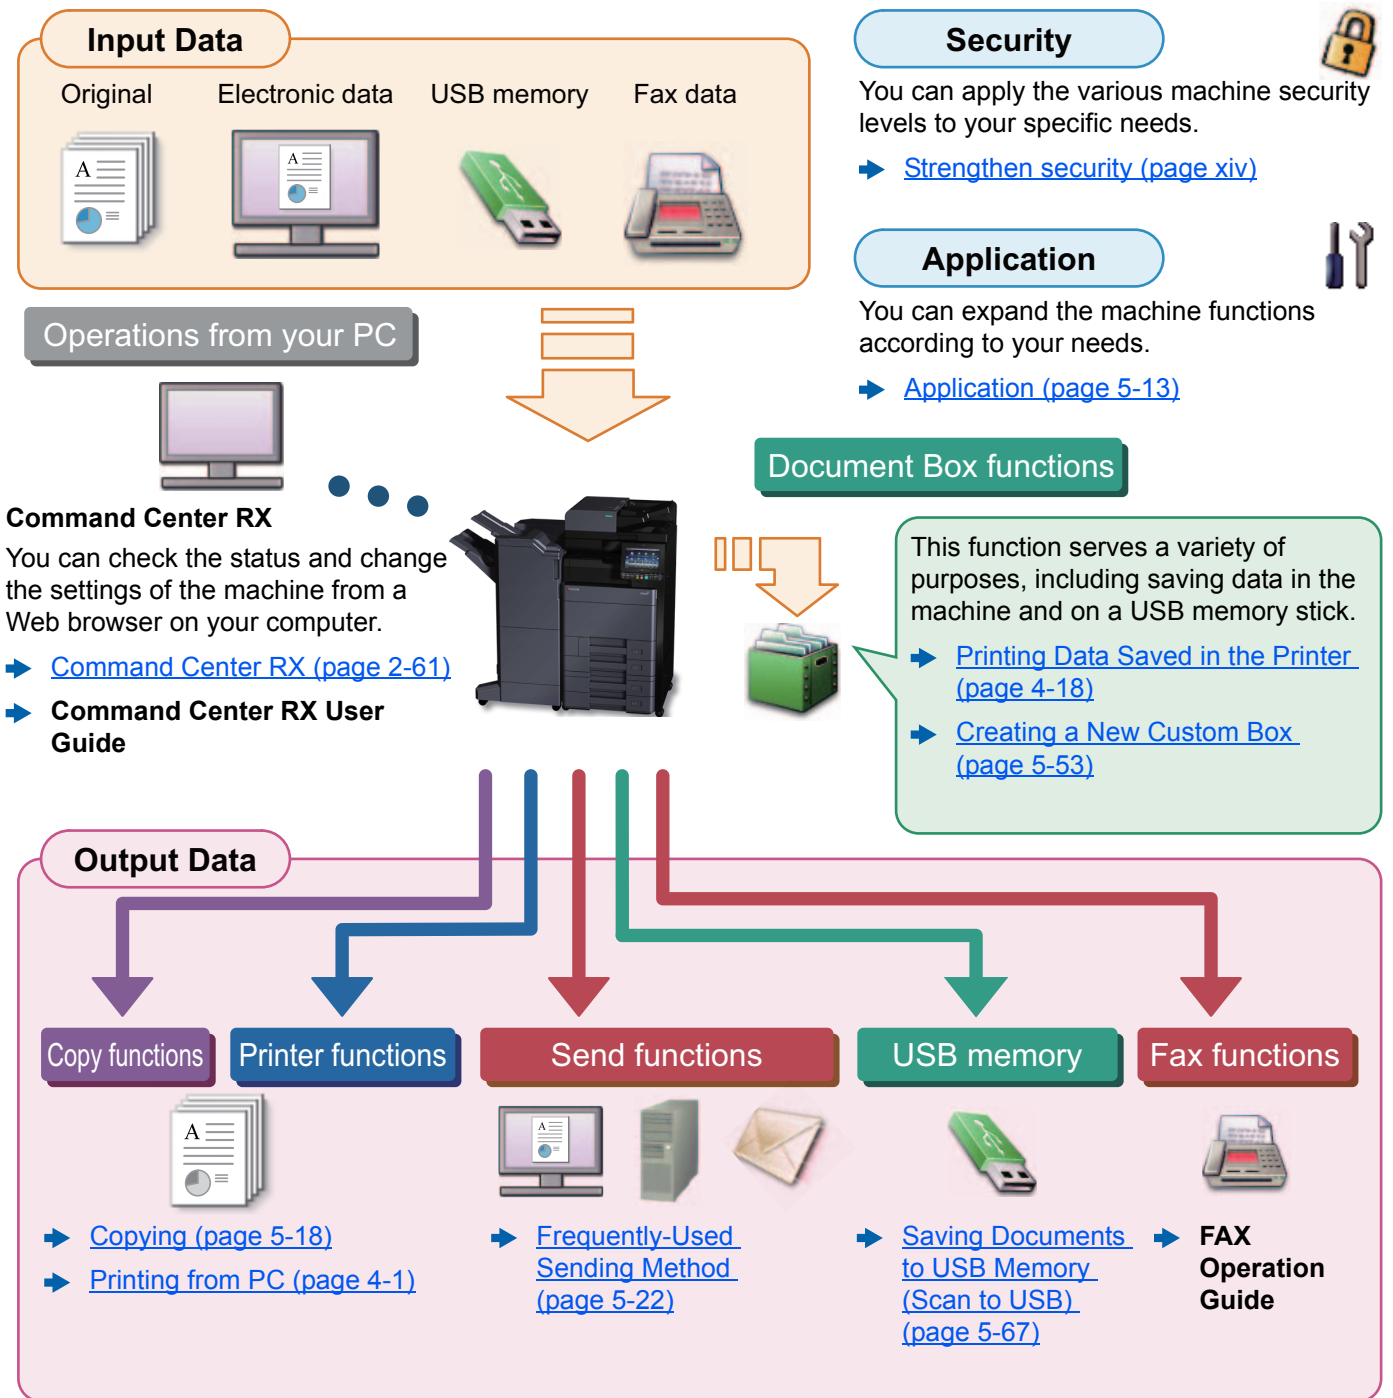 Input Data
Original
Electronic data
USB memory
Fax data
Security
You can apply the various machine security
levels to your specific needs.
Strengthen security (page xiv)
Application
You can expand the machine functions
according to your needs.
Application (page 5-13)
Operations from your PC
Command Center RX
You can check the status and change
the settings of the machine from a
Web browser on your computer.
Command Center RX (page 2-61)
Command Center RX User
Guide
Document Box functions
This function serves a variety of
purposes, including saving data in the
machine and on a USB memory stick.
Printing Data Saved in the Printer
(page 4-18)
Creating a New Custom Box
(page 5-53)
Output Data
Copy functions
Printer functions
Send functions
USB memory
Fax functions
Copying (page 5-18)
Printing from PC (page 4-1)
Frequently-Used
Sending Method
(page 5-22)
Saving Documents
to USB Memory
(Scan to USB)
(page 5-67)
FAX
Operation
Guide